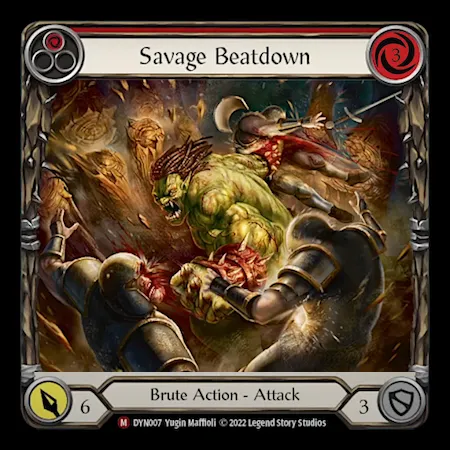 Savage Beatdown
3
6
Brute Action - Attack
3
M DYN007 Yugin Maffioli © 2022 Legend Story Studios